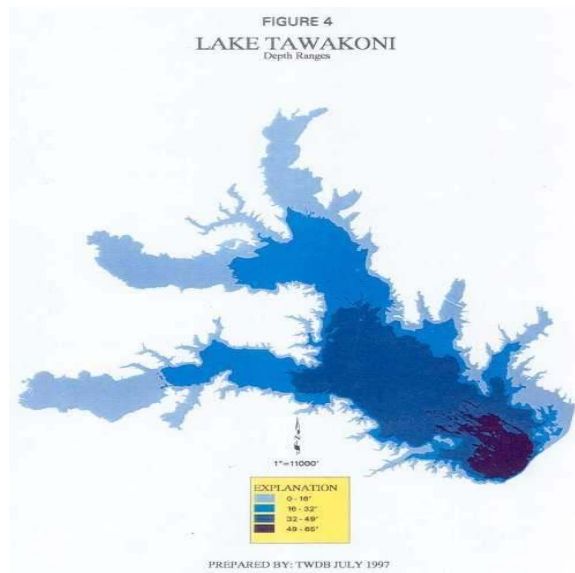 FIGURE 4
LAKE TAWAKONI
Depth Ranges
1"=11000'
EXPLANATION
0 - 16'
16 - 32'
32 - 49'
49 - 65'
PREPARED BY: TWDB JULY 1997